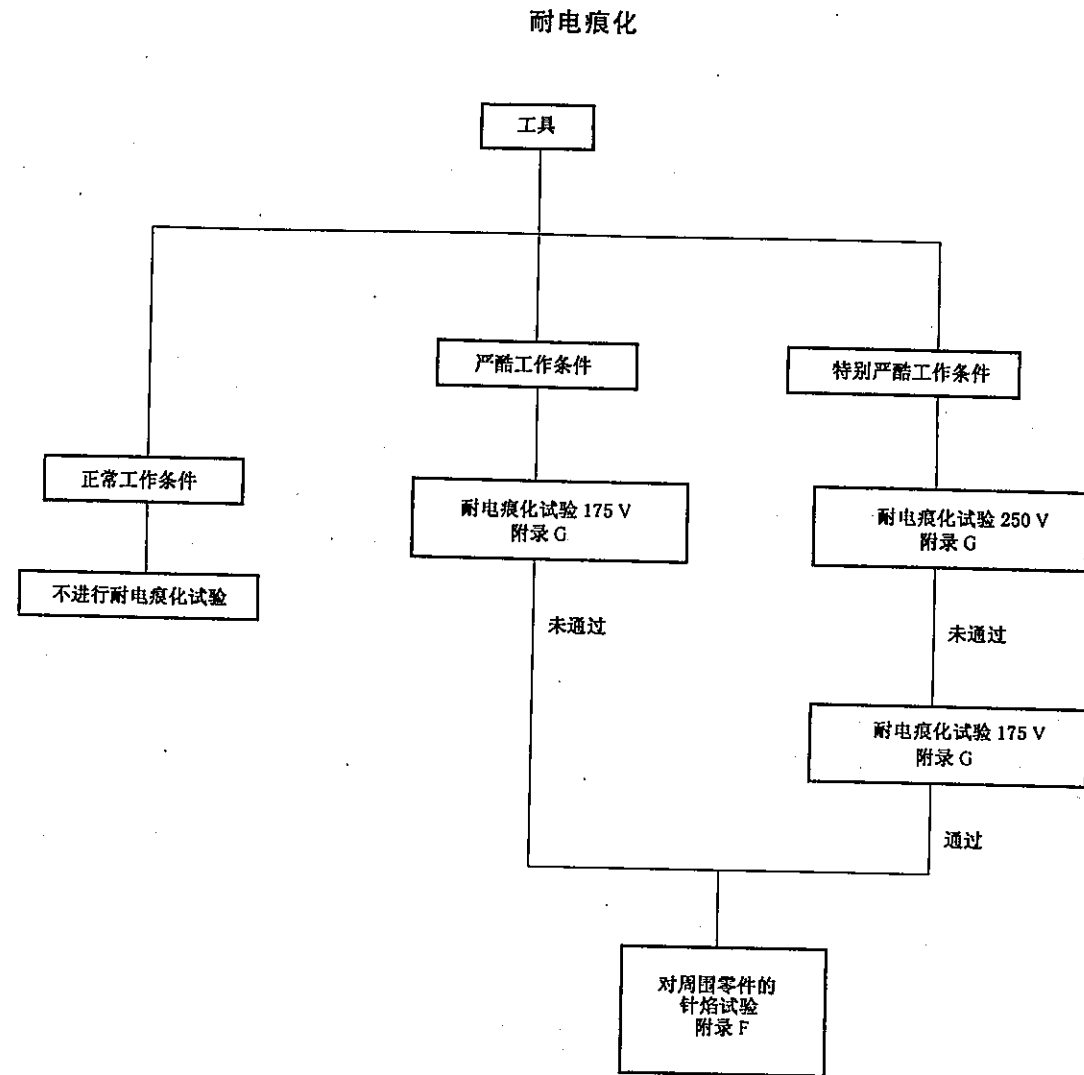 耐电痕化
工具
严酷工作条件
特别严酷工作条件
正常工作条件
耐电痕化试验 175 V
附录 G
耐电痕化试验 250 V
附录 G
不进行耐电痕化试验
未通过
未通过
耐电痕化试验 175 V
附录 G
通过
对周围零件的
针焰试验
附录 F